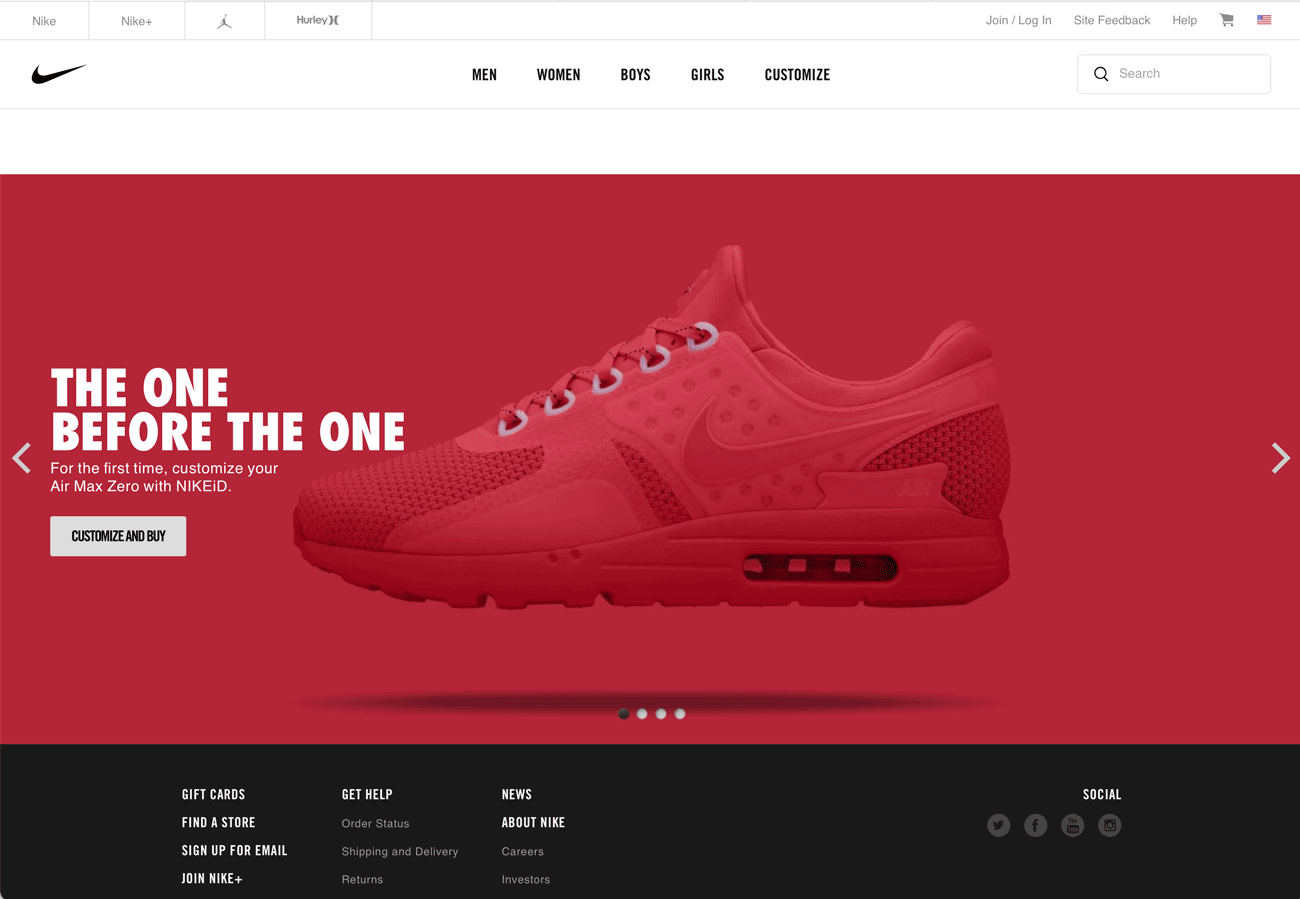 Nike
Nike+
Hurley
Join / Log In
Site Feedback
Help
MEN
WOMEN
BOYS
GIRLS
CUSTOMIZE
Search
THE ONE
BEFORE THE ONE
For the first time, customize your
Air Max Zero with NIKEiD.
CUSTOMIZE AND BUY
AIR
GIFT CARDS
FIND A STORE
SIGN UP FOR EMAIL
JOIN NIKE+
GET HELP
Order Status
Shipping and Delivery
Returns
NEWS
ABOUT NIKE
Careers
Investors
SOCIAL
You
Tube